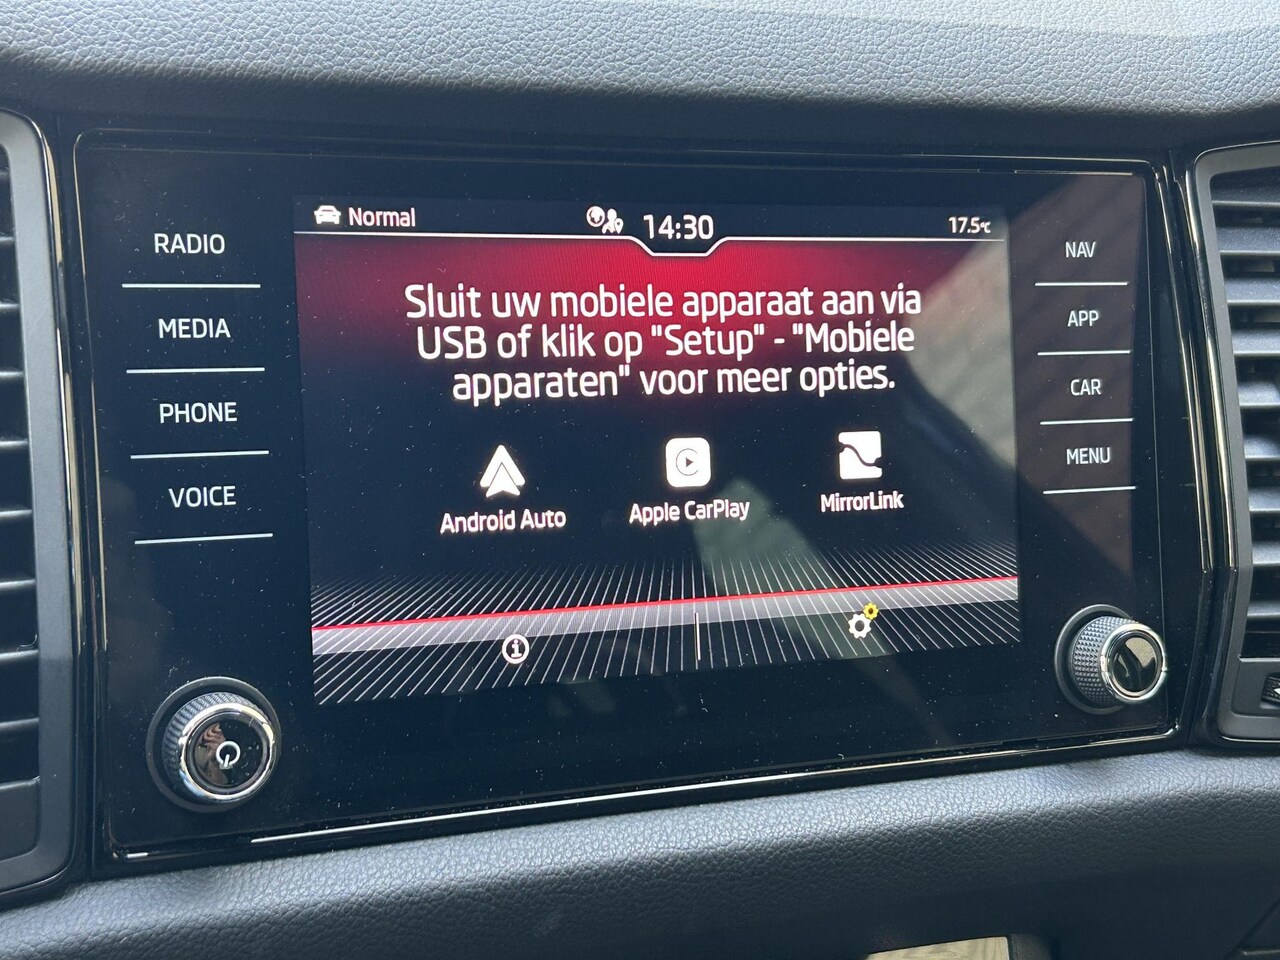 Normal
14:30
17.5°C
RADIO
MEDIA
PHONE
VOICE
Sluit uw mobiele apparaat aan via
USB of klik op "Setup" - "Mobiele
apparaten" voor meer opties.
Android Auto
Apple CarPlay
MirrorLink
NAV
APP
CAR
MENU